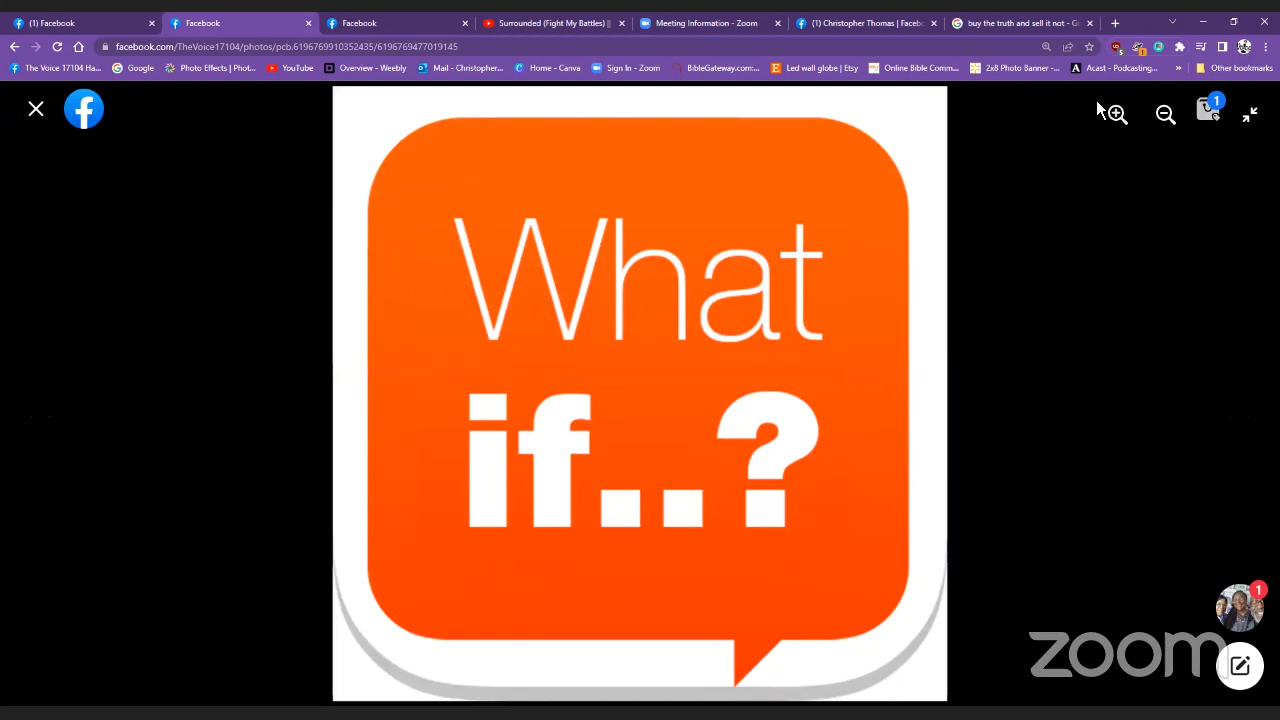 (1) Facebook
Facebook
Facebook
Surrounded (Fight My Battles) ||
Meeting Information - Zoom
(1) Christopher Thomas | Faceb
buy the truth and sell it not - Go
facebook.com/TheVoice17104/photos/pcb.6196769910352435/6196769477019145
The Voice 17104 Ha...
Google
Photo Effects | Phot...
YouTube
Overview - Weebly
Mail - Christopher...
Home - Canva
Sign In - Zoom
BibleGateway.com:...
Led wall globe | Etsy
Online Bible Comm...
2x8 Photo Banner -...
Acast - Podcasting...
»
Other bookmarks
1
What
if..?
1
zoom